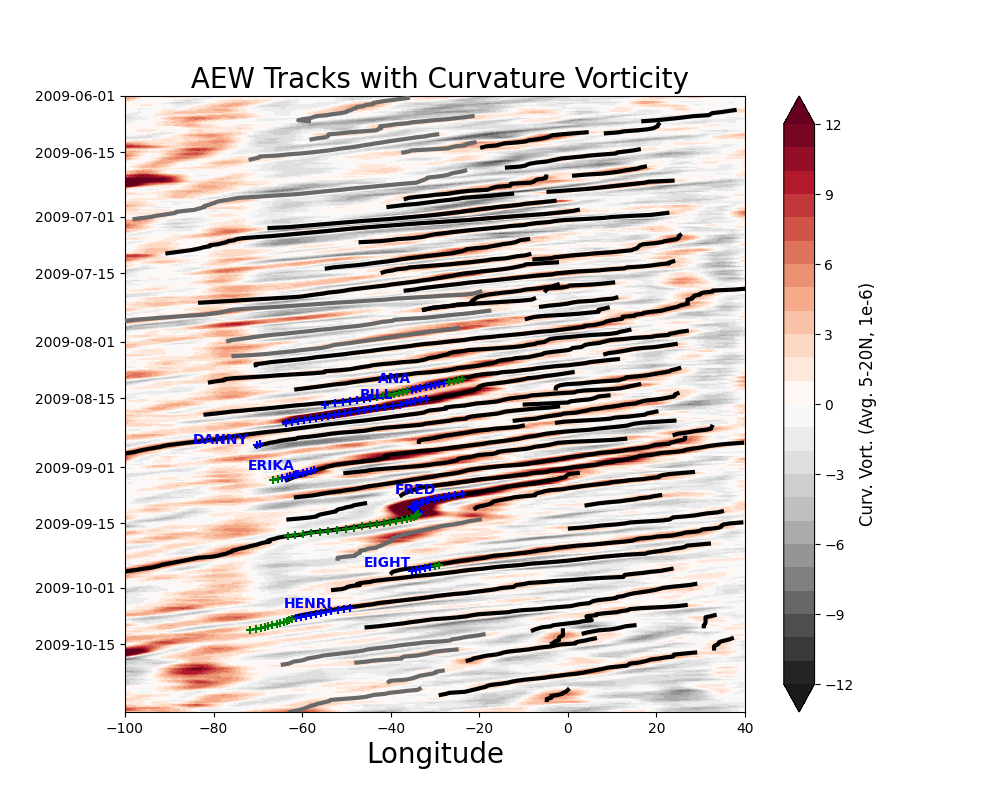 AEW Tracks with Curvature Vorticity
2009-06-01
2009-06-15
2009-07-01
2009-07-15
2009-08-01
2009-08-15
2009-09-01
2009-09-15
2009-10-01
2009-10-15
ANA
BILL
DANNY
ERIKA
FRED
EIGHT
HENRI
−100
−80
−60
−40
−20
0
20
40
Longitude
12
9
6
3
0
−3
−6
−9
−12
Curv. Vort. (Avg. 5-20N, 1e-6)